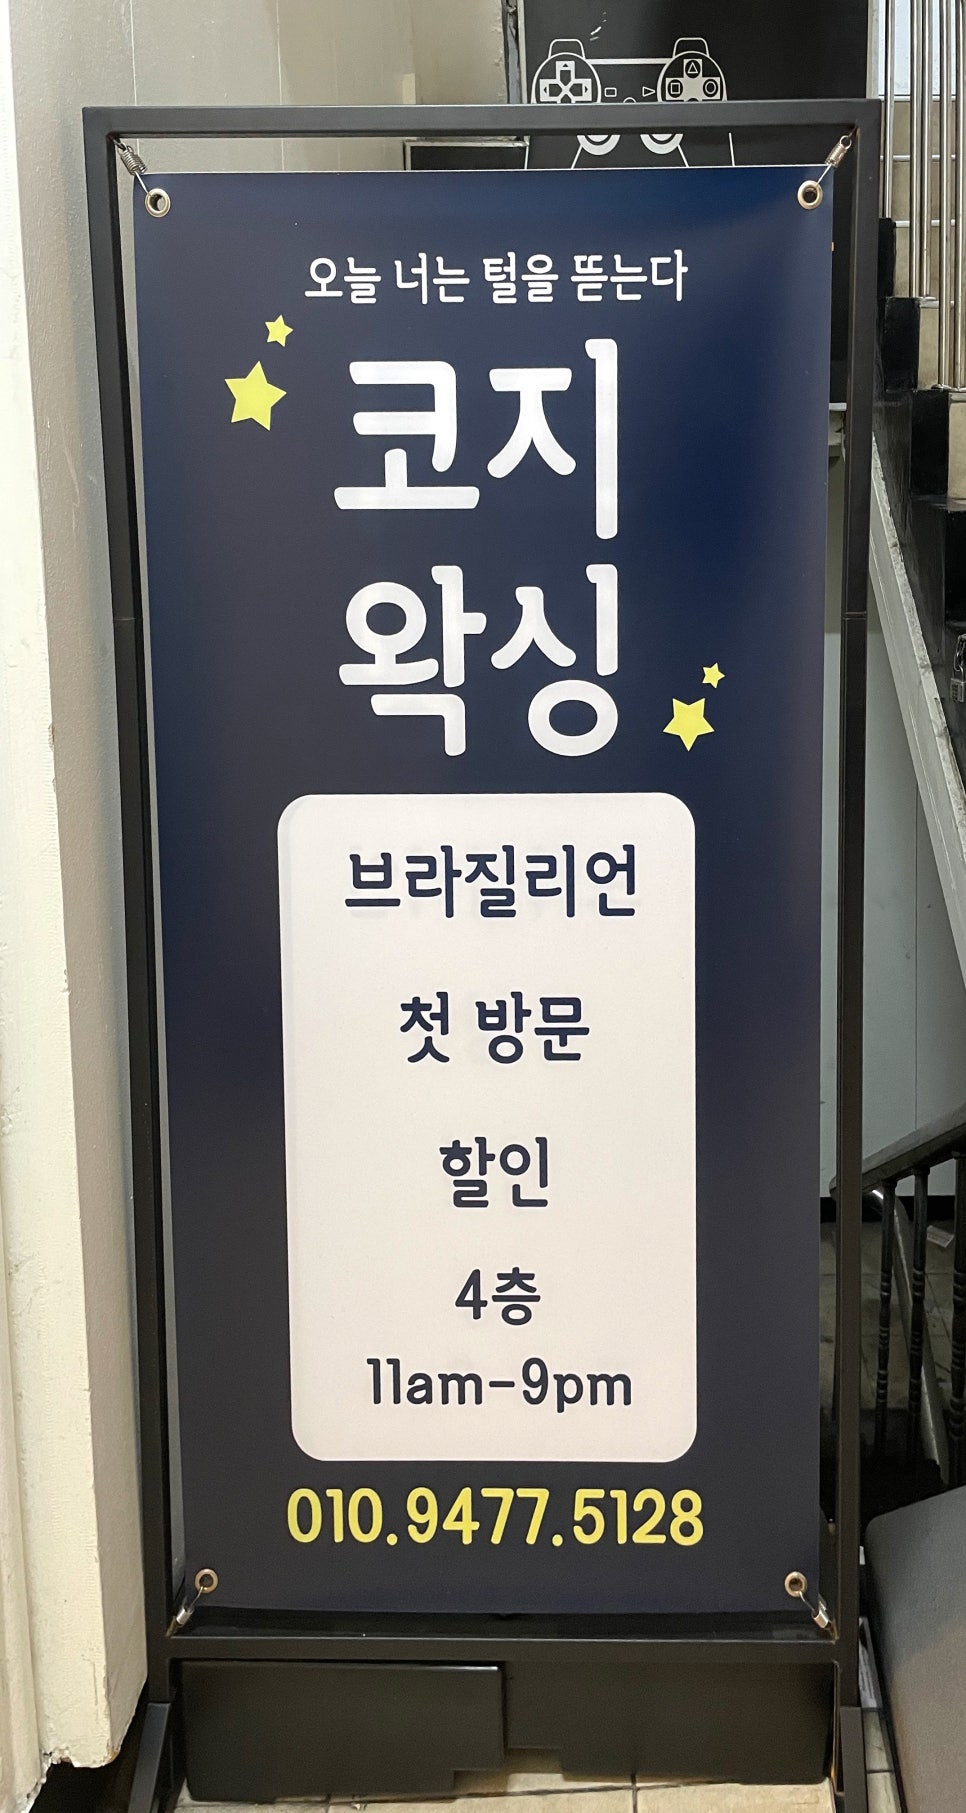 오늘 너는 털을 뜯는다
코지
왁싱
브라질리언
첫 방문
할인
4층
11am-9pm
010.9477.5128